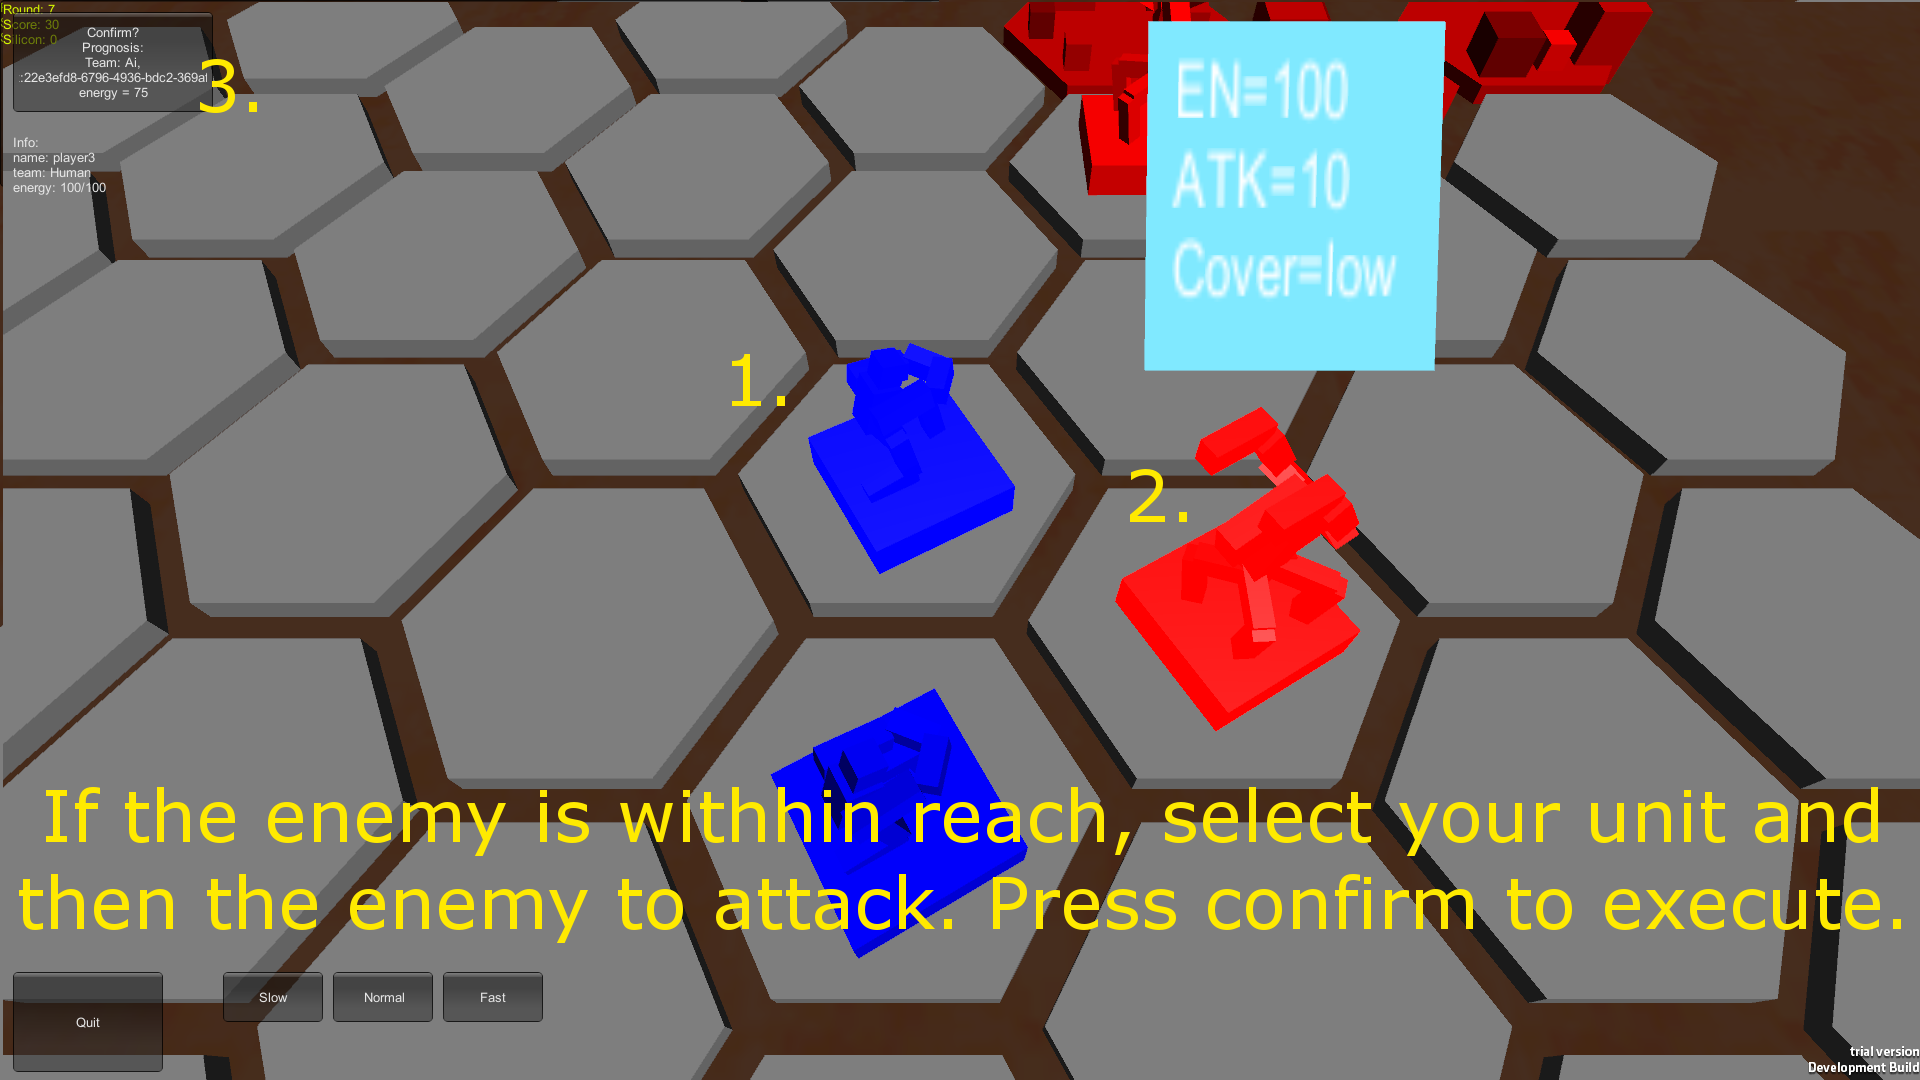 Round: 7
Score: 30
Silicon: 0
Confirm?
Prognosis:
Team: Ai,
:22e3efd8-6796-4936-bdc2-369a
energy = 75
3.
Info:
name: player3
team: Human
energy: 100/100
EN=100
ATK=10
Cover=low
1.
2.
If the enemy is withhin reach, select your unit and
then the enemy to attack. Press confirm to execute.
Quit
Slow
Normal
Fast
trial version
Development Build